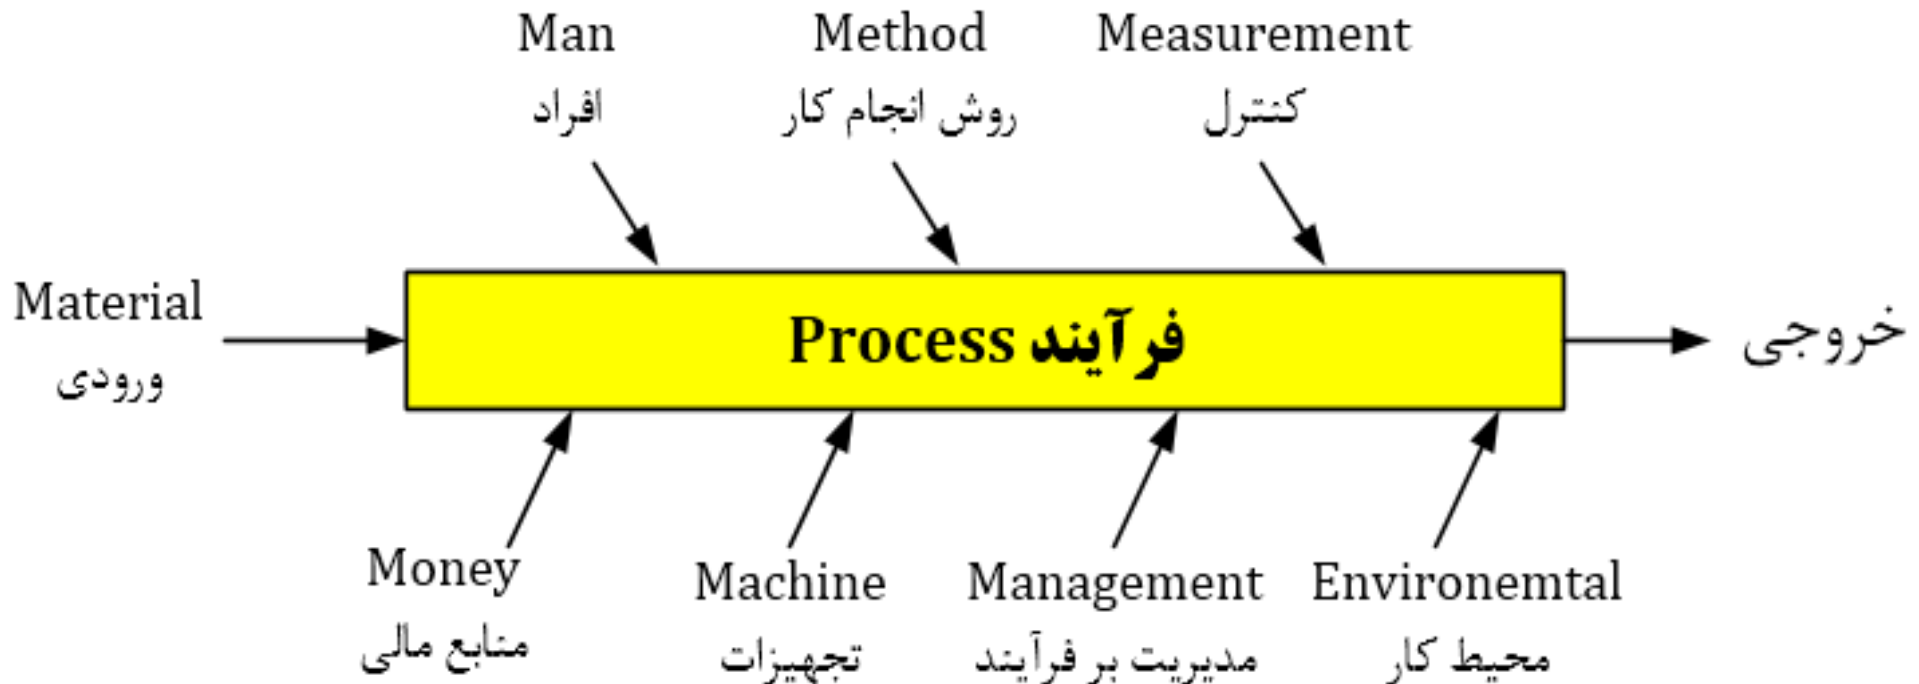 Man
افراد
Method
روش انجام کار
Measurement
کنترل
Material
ورودی
فرآیند Process
خروجی
Money
منابع مالی
Machine
تجهیزات
Management
مدیریت بر فرآیند
Environemtal
محیط کار